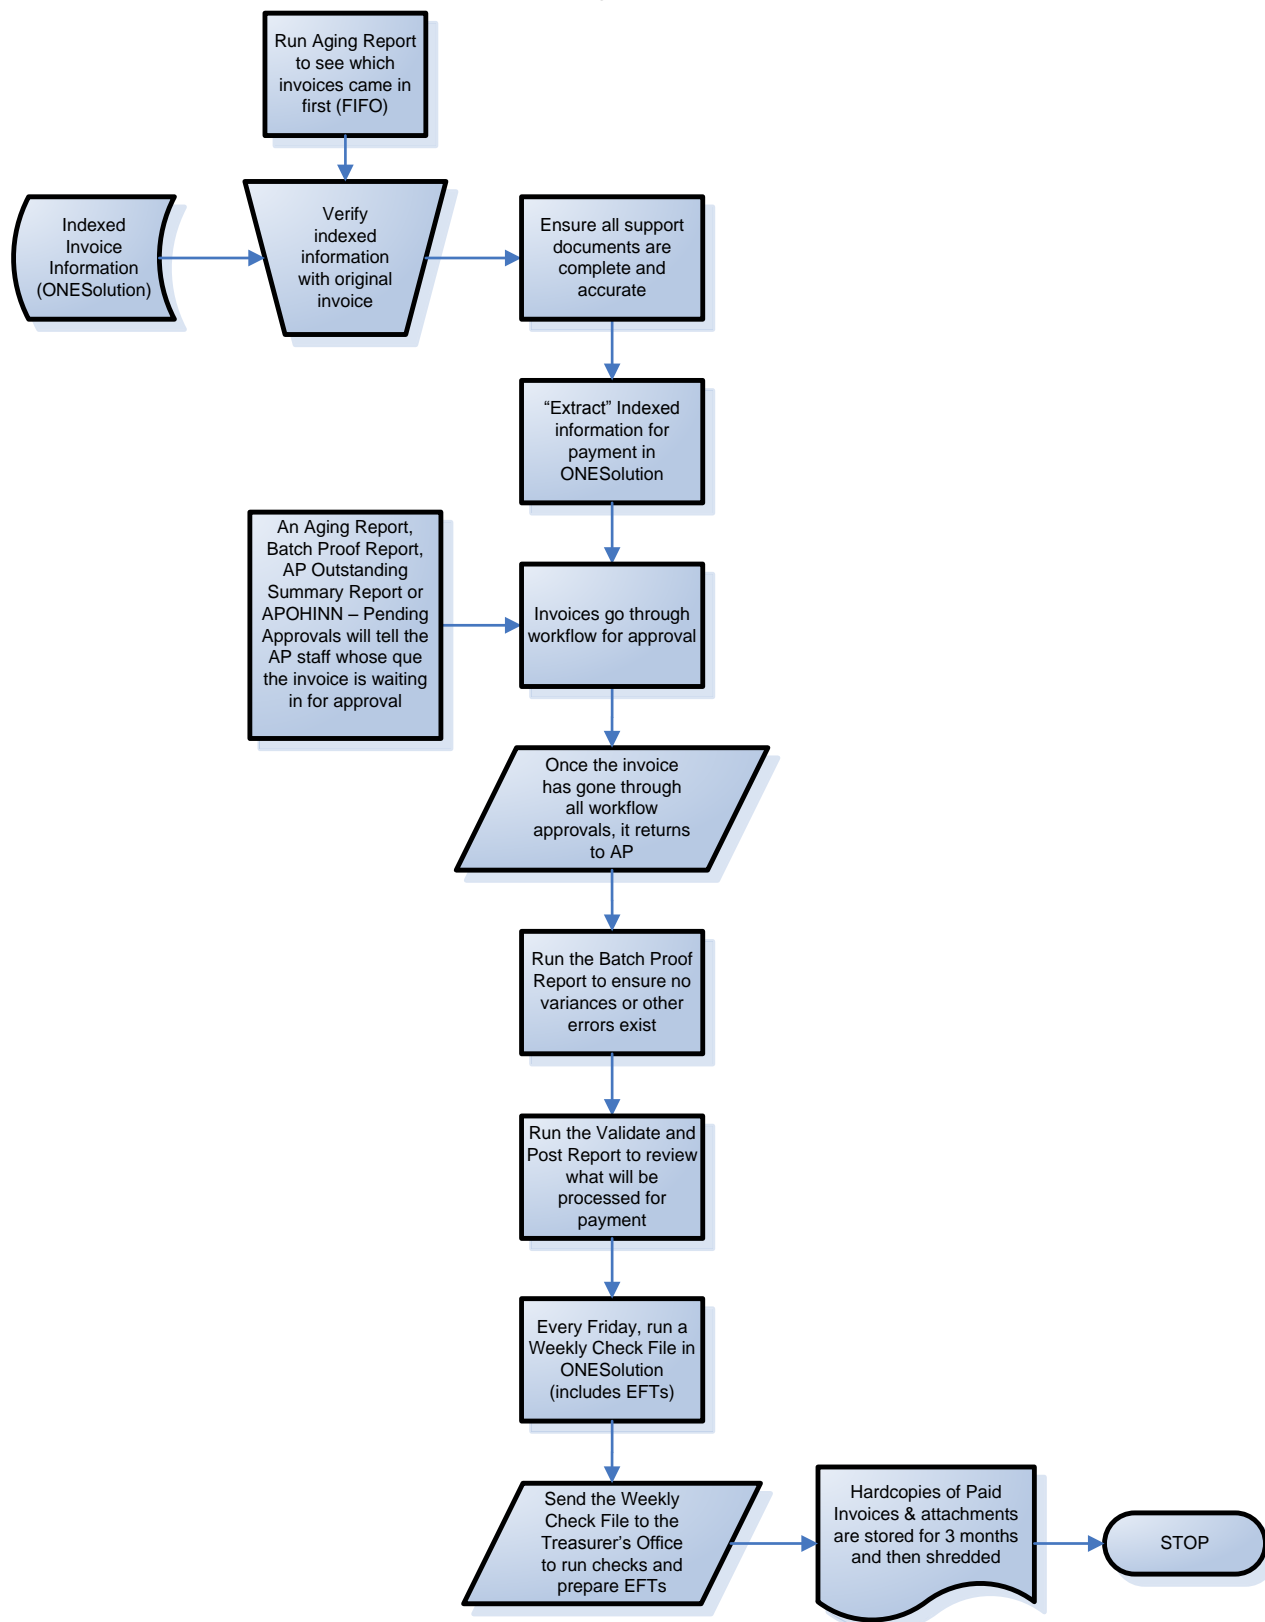 Run Aging Report
to see which
invoices came in
first (FIFO)
Indexed
Invoice
Information
(ONESolution)
Verify
indexed
information
with original
invoice
Ensure all support
documents are
complete and
accurate
“Extract” Indexed
information for
payment in
ONESolution
An Aging Report,
Batch Proof Report,
AP Outstanding
Summary Report or
APOHINN – Pending
Approvals will tell the
AP staff whose que
the invoice is waiting
in for approval
Invoices go through
workflow for approval
Once the invoice
has gone through
all workflow
approvals, it returns
to AP
Run the Batch Proof
Report to ensure no
variances or other
errors exist
Run the Validate and
Post Report to review
what will be
processed for
payment
Every Friday, run a
Weekly Check File in
ONESolution
(includes EFTs)
Send the Weekly
Check File to the
Treasurer’s Office
to run checks and
prepare EFTs
Hardcopies of Paid
Invoices & attachments
are stored for 3 months
and then shredded
STOP